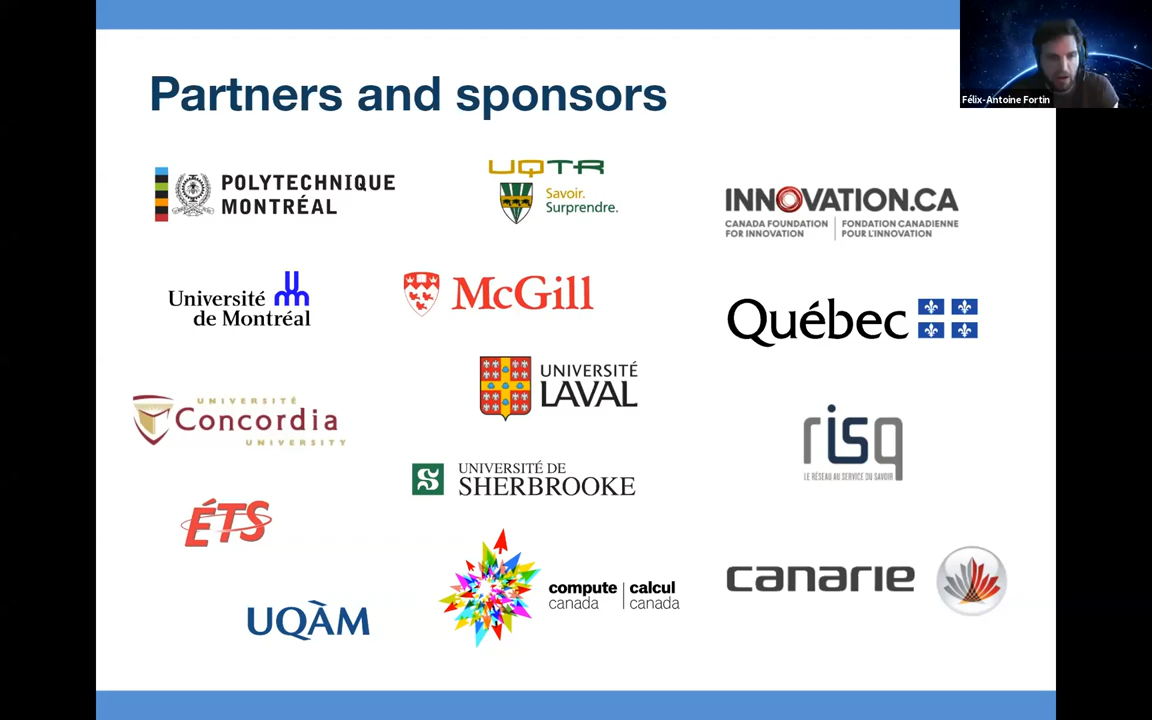 Partners and sponsors
Félix-Antoine Fortin
POLYTECHNIQUE
MONTRÉAL
UQTR
Savoir.
Surprendre.
INNOVATION.CA
CANADA FOUNDATION
FOR INNOVATION
FONDATION CANADIENNE
POUR L'INNOVATION
Université
de Montréal
McGill
Québec
UNIVERSITÉ
LAVAL
UNIVERSITÉ
Concordia
UNIVERSITY
risq
LE RÉSEAU AU SERVICE DU SAVOIR
UNIVERSITÉ DE
SHERBROOKE
ÉTS
compute
canada
calcul
canada
canarie
UQÀM